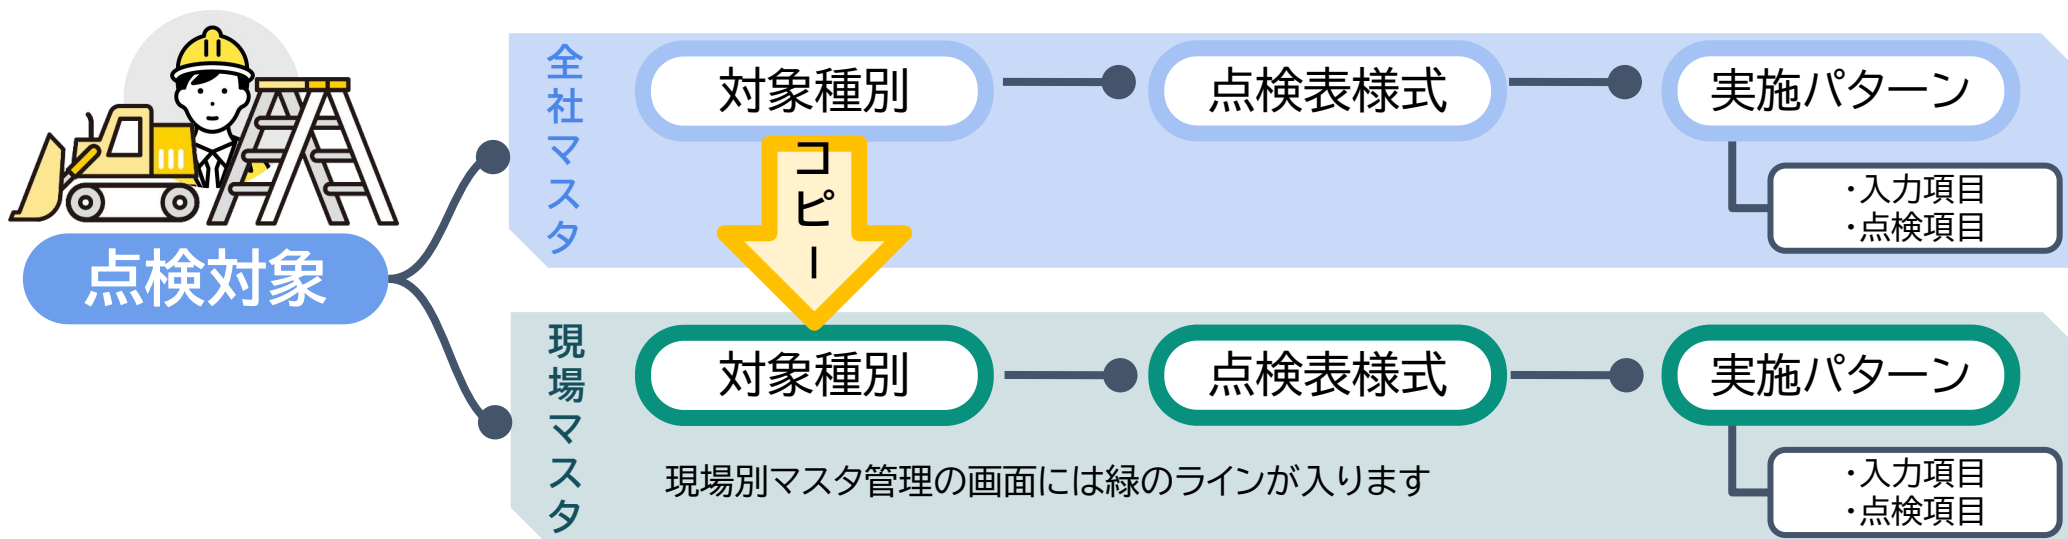 点検対象
全社マスタ
対象種別
点検表様式
実施パターン
・入力項目
・点検項目
コピー
現場マスタ
対象種別
点検表様式
実施パターン
・入力項目
・点検項目
現場別マスタ管理の画面には緑のラインが入ります